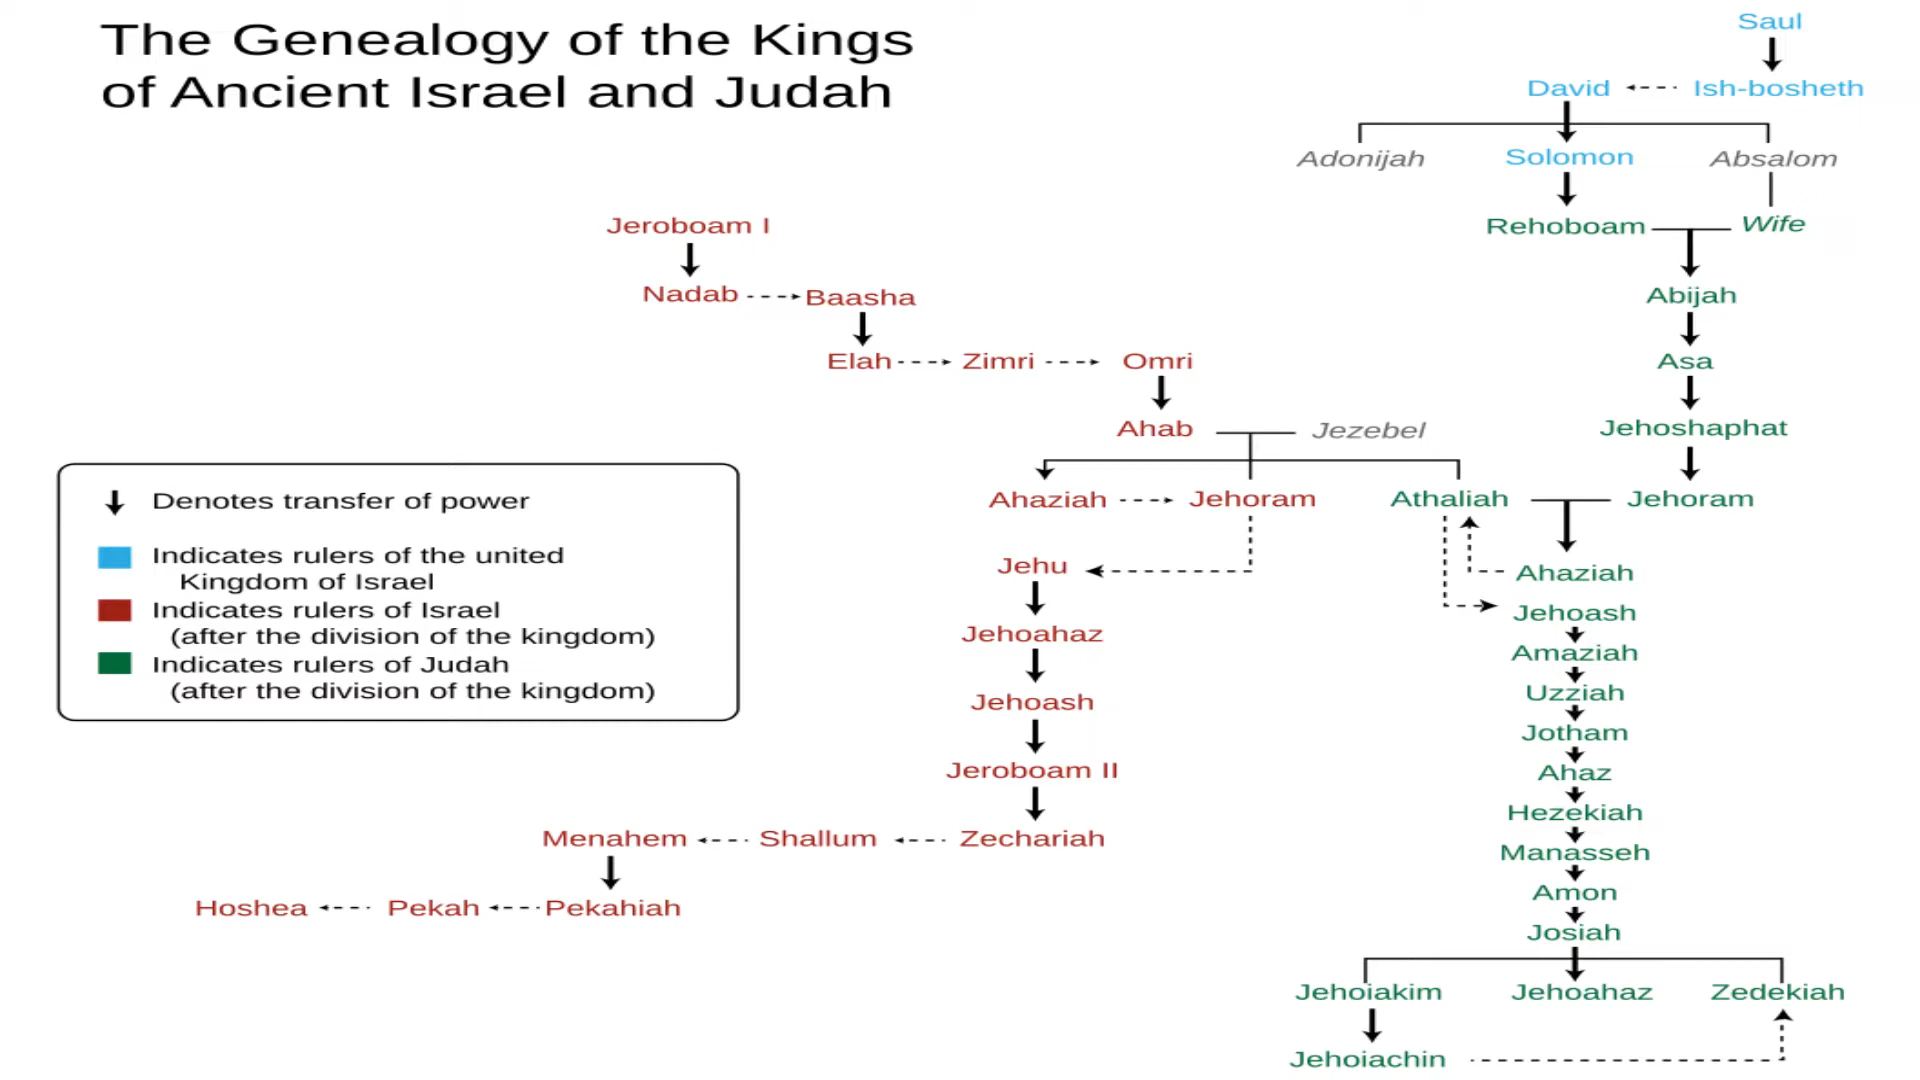 The Genealogy of the Kings
of Ancient Israel and Judah
Saul
David
Ish-bosheth
Adonijah
Solomon
Absalom
Jeroboam I
Rehoboam
Wife
Nadab
Baasha
Abijah
Elah
Zimri
Omri
Asa
Ahab
Jezebel
Jehoshaphat
Ahaziah
Jehoram
Athaliah
Jehoram
Denotes transfer of power
Indicates rulers of the united
Kingdom of Israel
Indicates rulers of Israel
(after the division of the kingdom)
Indicates rulers of Judah
(after the division of the kingdom)
Jehu
Ahaziah
Jehoash
Jehoahaz
Amaziah
Uzziah
Jehoash
Jotham
Jeroboam II
Ahaz
Hezekiah
Menahem
Shallum
Zechariah
Manasseh
Amon
Hoshea
Pekah
Pekahiah
Josiah
Jehoiakim
Jehoahaz
Zedekiah
Jehoiachin